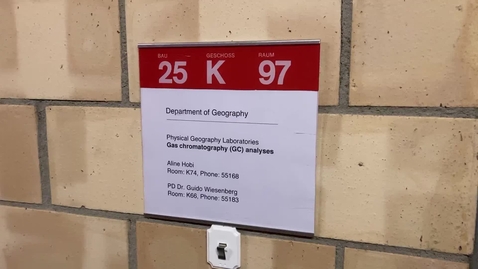 BAU GESCHOSS RAUM
25 K 97
Department of Geography
Physical Geography Laboratories
Gas chromatography (GC) analyses
Aline Hobi
Room: K74, Phone: 55168
PD Dr. Guido Wiesenberg
Room: K66, Phone: 55183